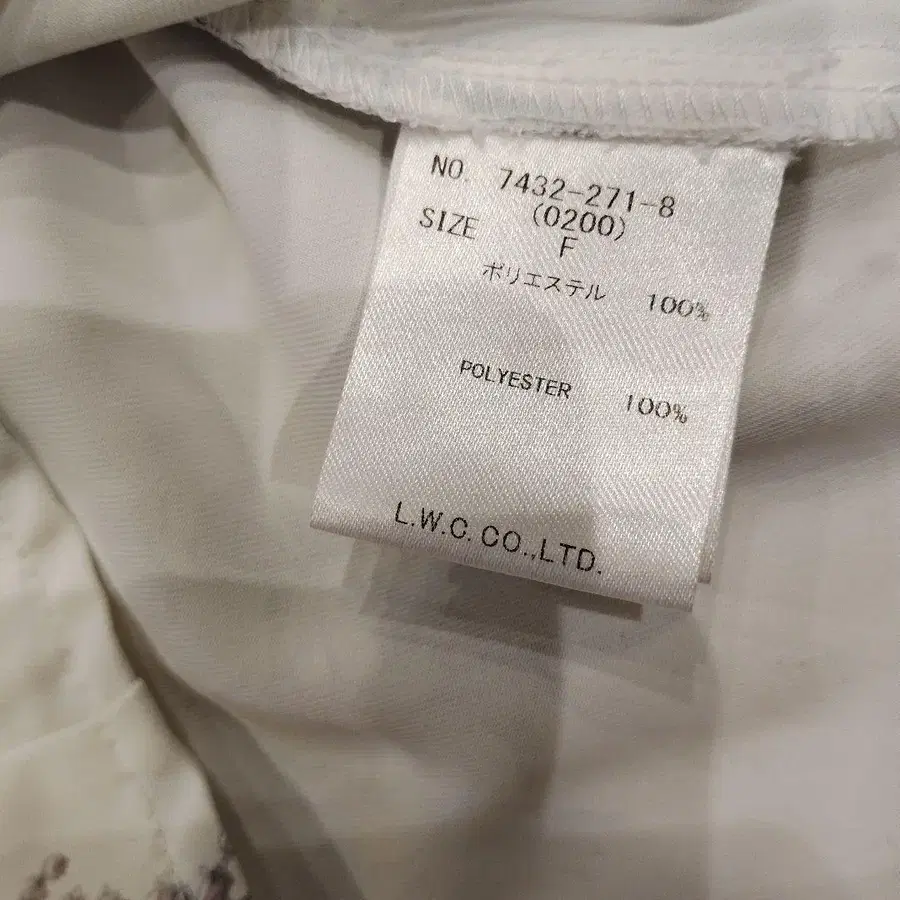 NO. 7432-271-8
(0200)
SIZE F
ポリエステル 100%
POLYESTER 100%
L.W.C.CO.,LTD.